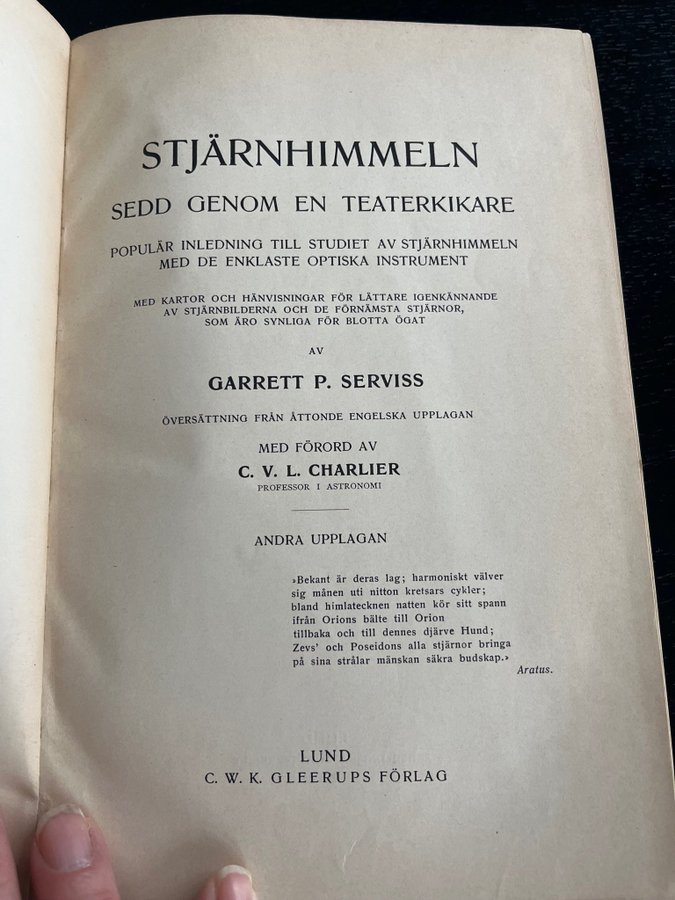 STJÄRNHIMMELN
SEDD GENOM EN TEATERKIKARE
POPULÄR INLEDNING TILL STUDIET AV STJÄRNHIMMELN
MED DE ENKLASTE OPTISKA INSTRUMENT
MED KARTOR OCH HÄNVISNINGAR FÖR LÄTTARE IGENKÄNNANDE
AV STJÄRNBILDERNA OCH DE FÖRNÄMSTA STJÄRNOR,
SOM ÄRO SYNLIGA FÖR BLOTTA ÖGAT
AV
GARRETT P. SERVISS
ÖVERSÄTTNING FRÅN ÅTTONDE ENGELSKA UPPLAGAN
MED FÖRORD AV
C. V. L. CHARLIER
PROFESSOR I ASTRONOMI
ANDRA UPPLAGAN
»Bekant är deras lag; harmoniskt välver
sig månen uti nitton kretsars cykler;
bland himlatecknen natten kör sitt spann
ifrån Orions bälte till Orion
tillbaka och till dennes djärve Hund;
Zevs' och Poseidons alla stjärnor bringa
på sina strålar mänskan säkra budskap.»
Aratus.
LUND
C. W. K. GLEERUPS FÖRLAG